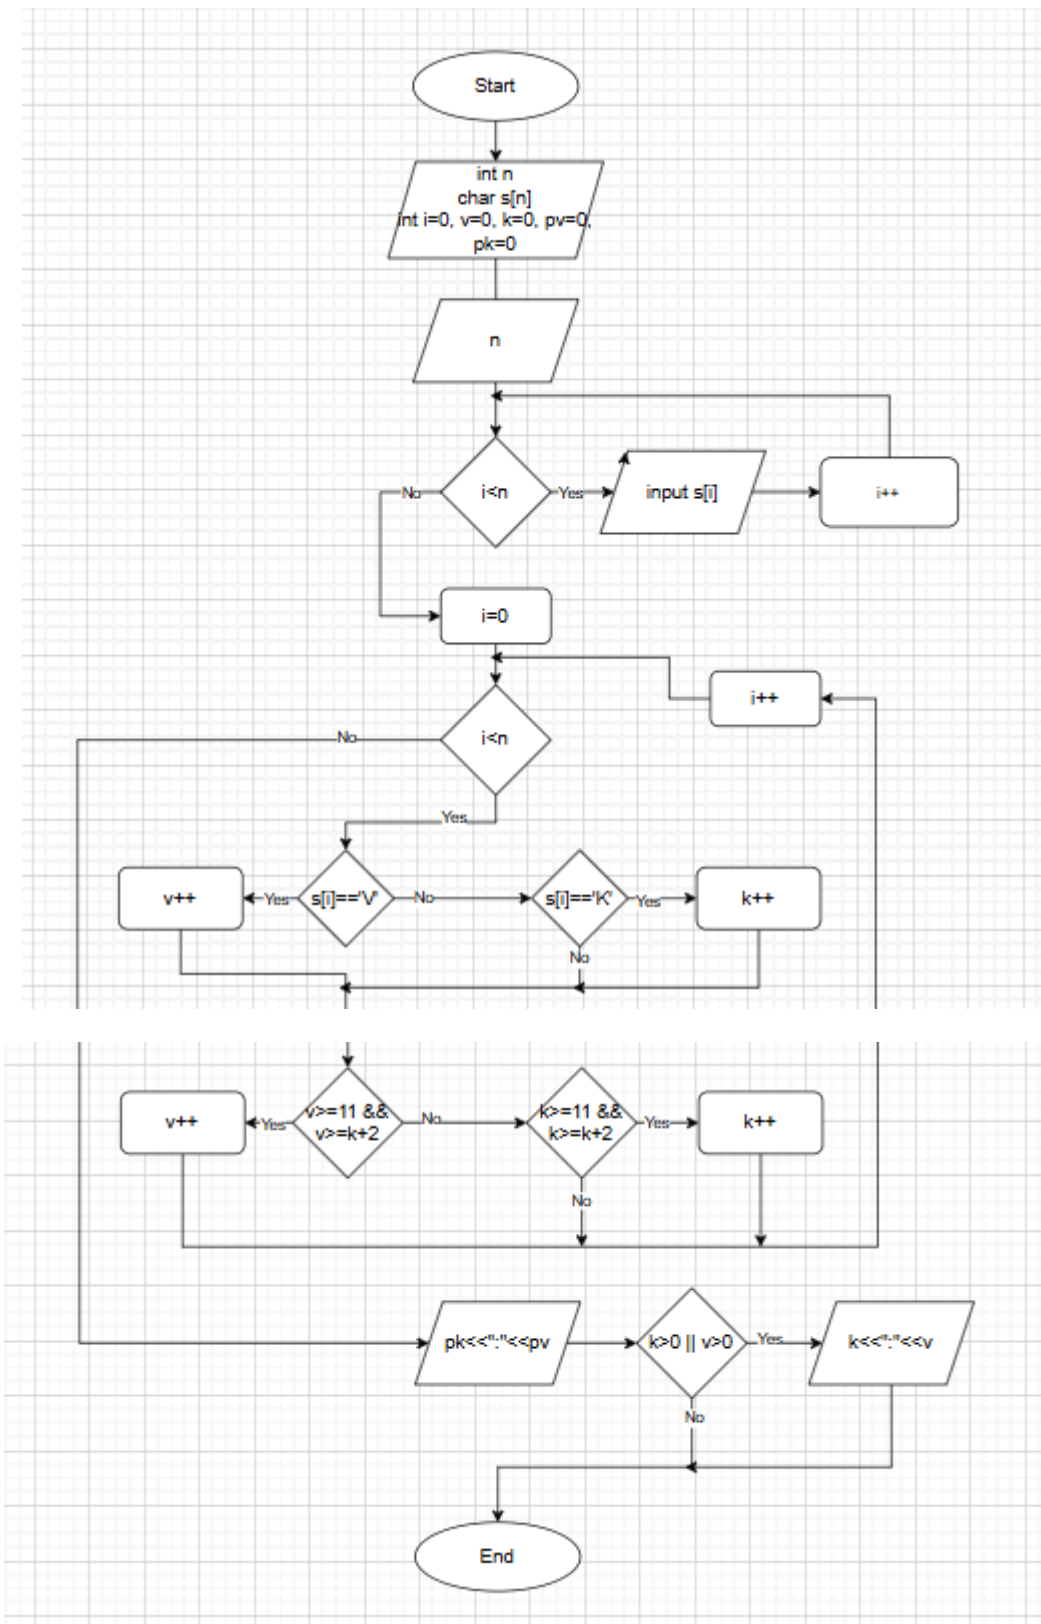 Start
int n
char s[n]
int i=0, v=0, k=0, pv=0,
pk=0
n
No
i<n
Yes
input s[i]
i++
i=0
i++
No
i<n
Yes
v++
Yes
s[i]=='V'
No
s[i]=='K'
Yes
k++
No
v++
Yes
v>=11 &&
v>=k+2
No
k>=11 &&
k>=k+2
Yes
k++
No
pk<<":"<<pv
k>0 || v>0
Yes
k<<":"<<v
No
End